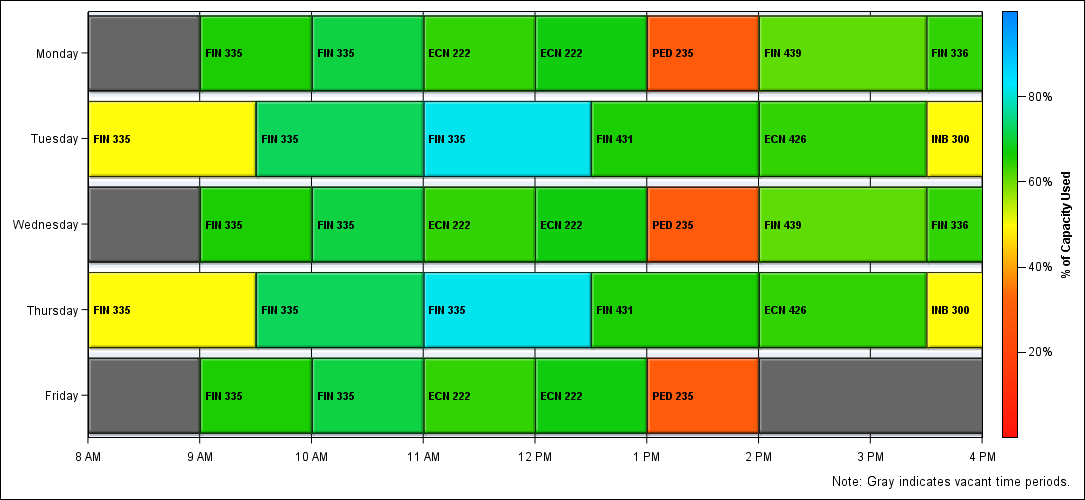 Monday
FIN 335
FIN 335
ECN 222
ECN 222
PED 235
FIN 439
FIN 336
Tuesday
FIN 335
FIN 335
FIN 335
FIN 431
ECN 426
INB 300
Wednesday
FIN 335
FIN 335
ECN 222
ECN 222
PED 235
FIN 439
FIN 336
Thursday
FIN 335
FIN 335
FIN 335
FIN 431
ECN 426
INB 300
Friday
FIN 335
FIN 335
ECN 222
ECN 222
PED 235
8 AM
9 AM
10 AM
11 AM
12 PM
1 PM
2 PM
3 PM
4 PM
80%
60%
40%
20%
% of Capacity Used
Note: Gray indicates vacant time periods.